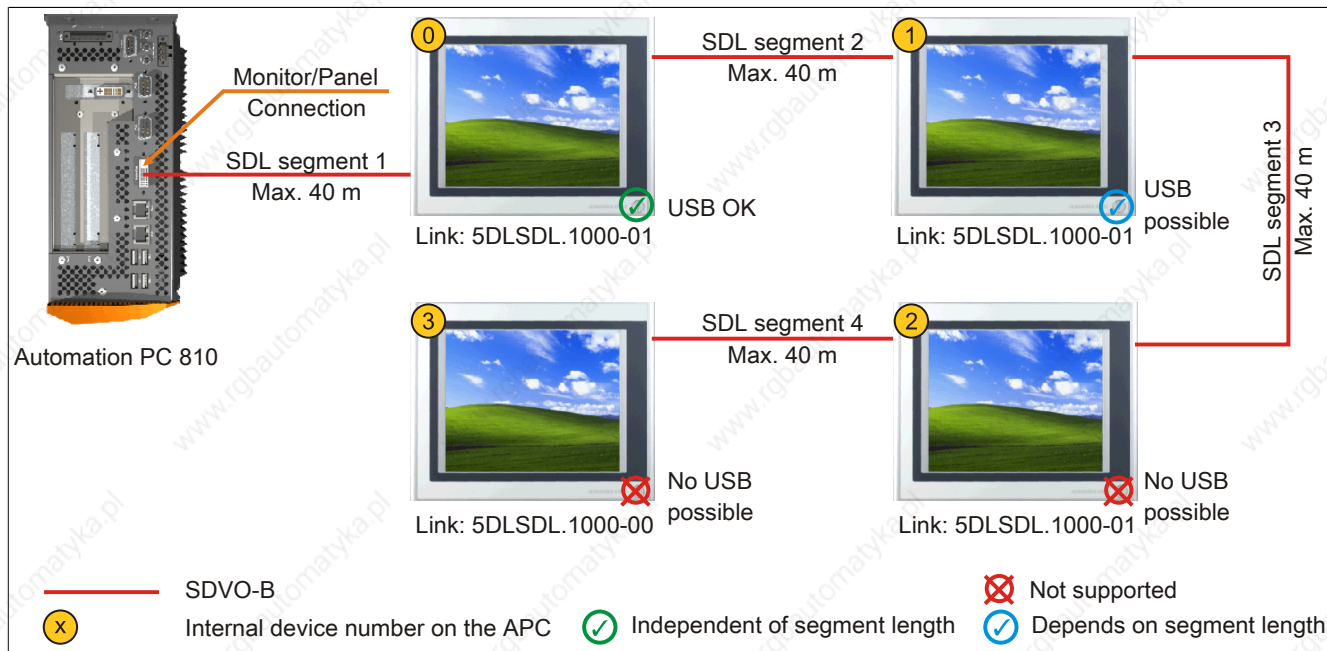 0
SDL segment 2
Max. 40 m
1
Monitor/Panel
Connection
SDL segment 1
Max. 40 m
SDL segment 3
Max. 40 m
USB OK
USB
possible
Link: 5DLSDL.1000-01
Link: 5DLSDL.1000-01
3
SDL segment 4
Max. 40 m
2
Automation PC 810
No USB
possible
No USB
possible
Link: 5DLSDL.1000-00
Link: 5DLSDL.1000-01
SDVO-B
Not supported
x
Internal device number on the APC
Independent of segment length
Depends on segment length
www.rgbautomatyka.pl